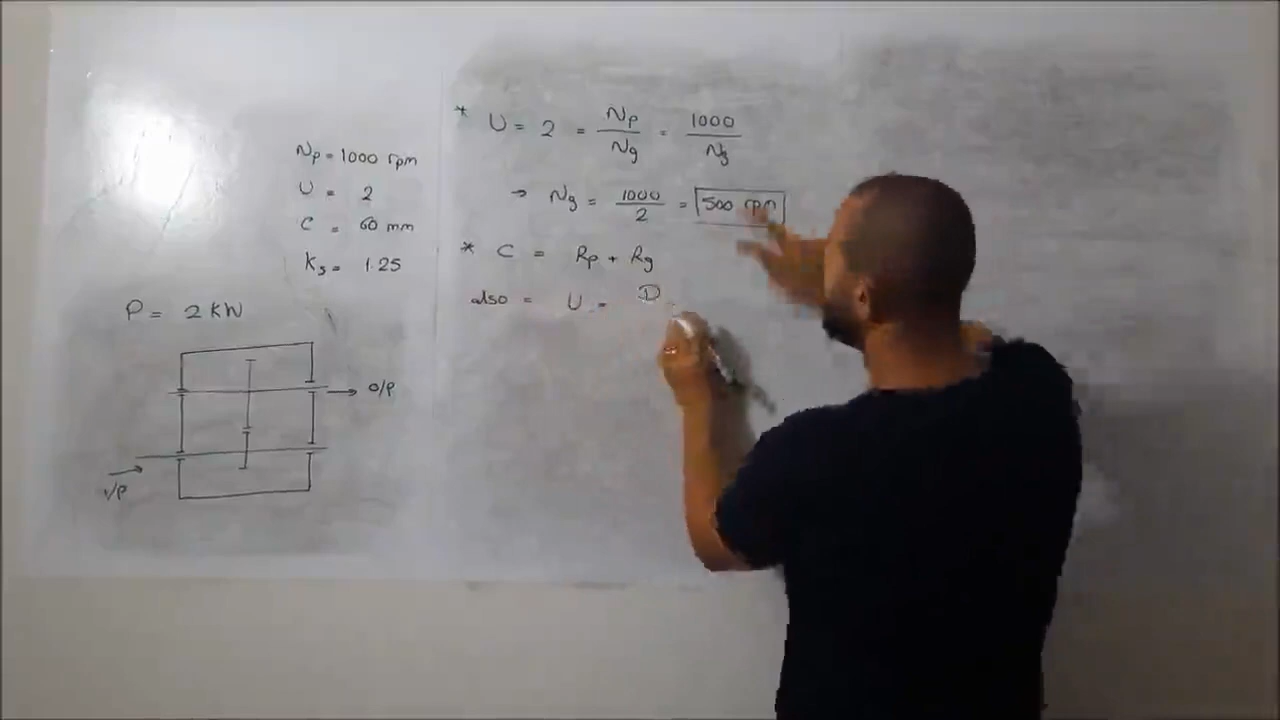 Np = 1000 rpm
U = 2
C = 60 mm
Ks = 1.25
P = 2 KW
O/P
I/P
* U = 2 = Np/Ng = 1000/Ng
→ Ng = 1000/2 = 500 rpm
* C = Rp + Rg
also = U = D